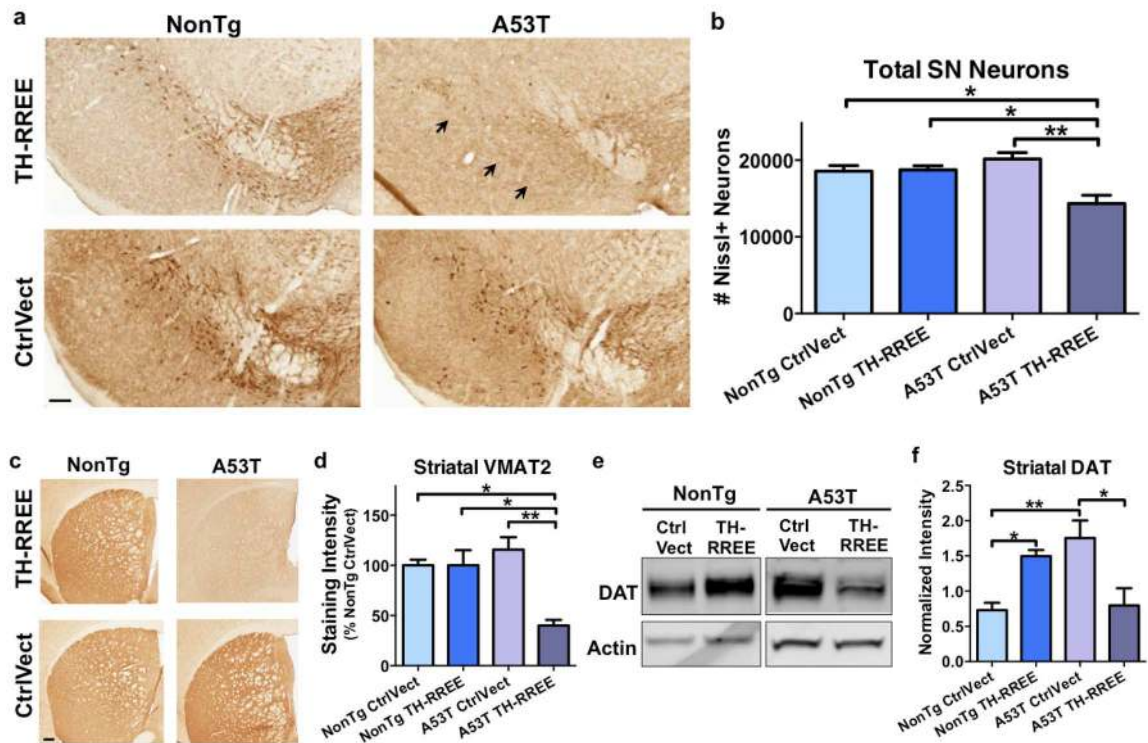 a
NonTg
A53T
TH-RREE
CtrlVect
b
Total SN Neurons
*
*
**
# Nissl+ Neurons
20000
10000
0
NonTg CtrlVect
NonTg TH-RREE
A53T CtrlVect
A53T TH-RREE
c
NonTg
A53T
TH-RREE
CtrlVect
d
Striatal VMAT2
*
*
**
Staining Intensity
(% NonTg CtrlVect)
150
100
50
0
NonTg CtrlVect
NonTg TH-RREE
A53T CtrlVect
A53T TH-RREE
e
NonTg A53T
Ctrl TH- Ctrl TH-
Vect RREE Vect RREE
DAT
Actin
f
Striatal DAT
**
*
*
Normalized Intensity
2.5
2.0
1.5
1.0
0.5
0.0
NonTg CtrlVect
NonTg TH-RREE
A53T CtrlVect
A53T TH-RREE